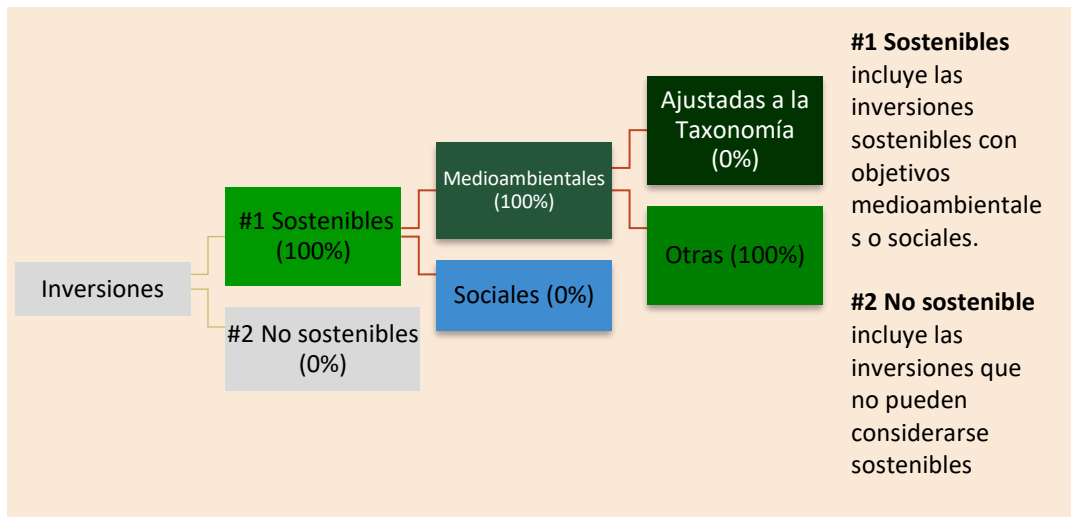 Inversiones
#1 Sostenibles
(100%)
#2 No sostenibles
(0%)
Medioambientales
(100%)
Sociales (0%)
Ajustadas a la
Taxonomía
(0%)
Otras (100%)
#1 Sostenibles
incluye las
inversiones
sostenibles con
objetivos
medioambientale
s o sociales.
#2 No sostenible
incluye las
inversiones que
no pueden
considerarse
sostenibles